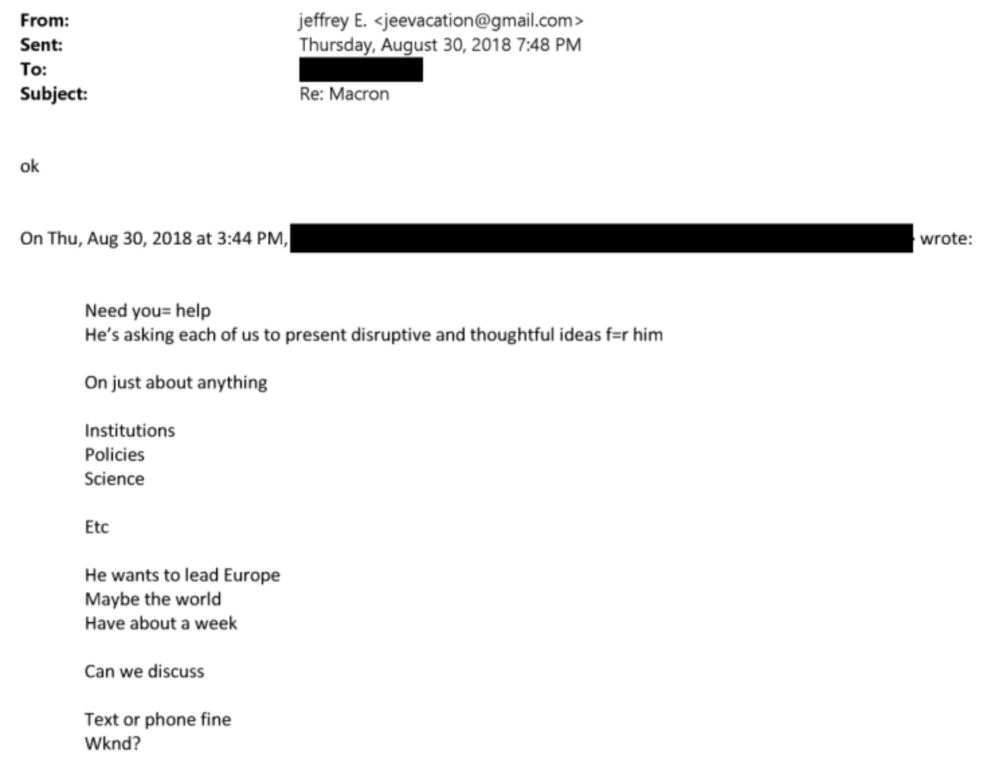 From: jeffrey E. <jeevacation@gmail.com>
Sent: Thursday, August 30, 2018 7:48 PM
To:
Subject: Re: Macron
ok
On Thu, Aug 30, 2018 at 3:44 PM, wrote:
Need you= help
He’s asking each of us to present disruptive and thoughtful ideas f=r him
On just about anything
Institutions
Policies
Science
Etc
He wants to lead Europe
Maybe the world
Have about a week
Can we discuss
Text or phone fine
Wknd?